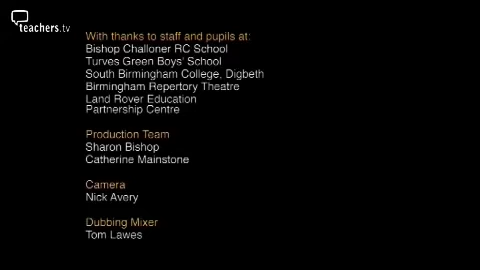 teachers.tv
With thanks to staff and pupils at:
Bishop Challoner RC School
Turves Green Boys' School
South Birmingham College, Digbeth
Birmingham Repertory Theatre
Land Rover Education
Partnership Centre
Production Team
Sharon Bishop
Catherine Mainstone
Camera
Nick Avery
Dubbing Mixer
Tom Lawes